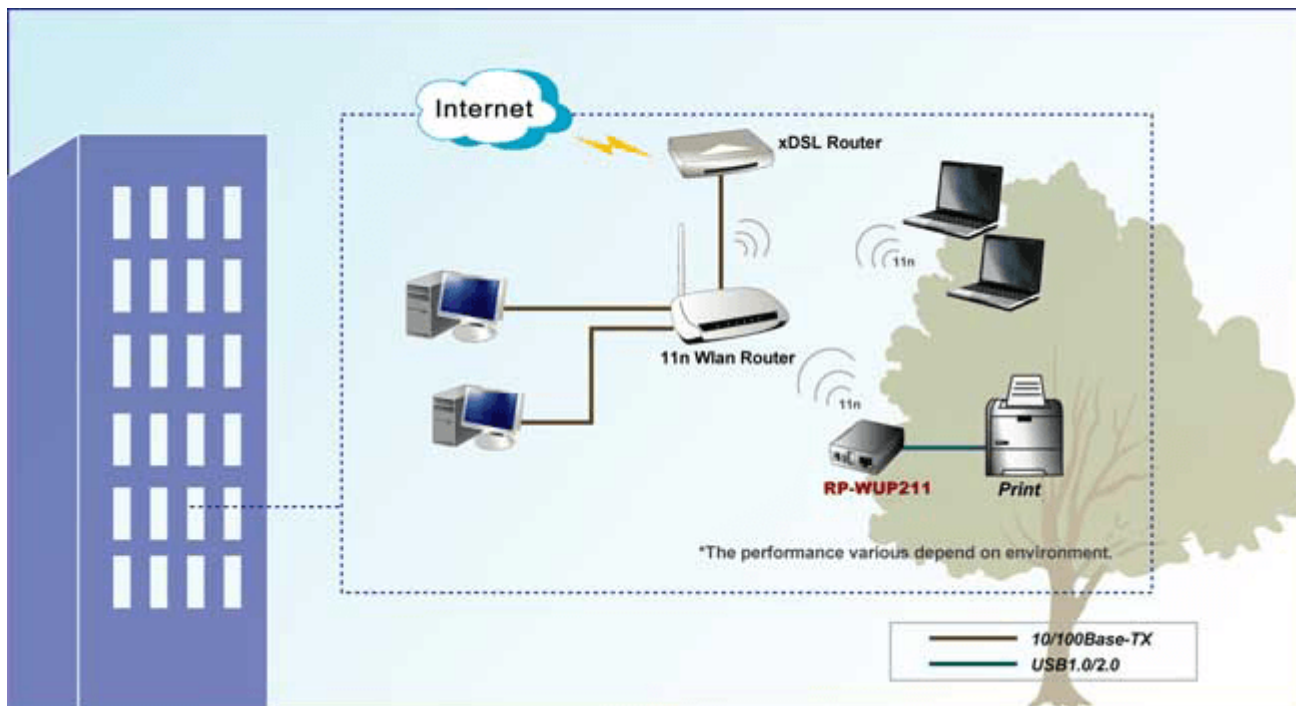 Internet
xDSL Router
11n
11n Wlan Router
11n
RP-WUP211
Print
*The performance various depend on environment.
10/100Base-TX
USB1.0/2.0